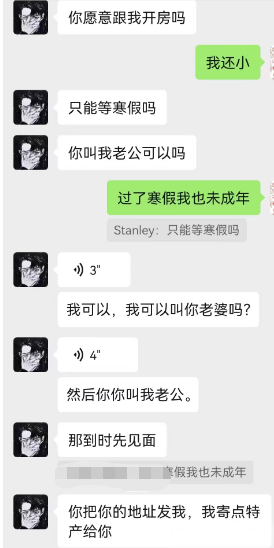 你愿意跟我开房吗
我还小
只能等寒假吗
你叫我老公可以吗
过了寒假我也未成年
Stanley：只能等寒假吗
3"
我可以，我可以叫你老婆吗？
4"
然后你你叫我老公。
那到时先见面
寒假我也未成年
你把你的地址发我，我寄点特
产给你